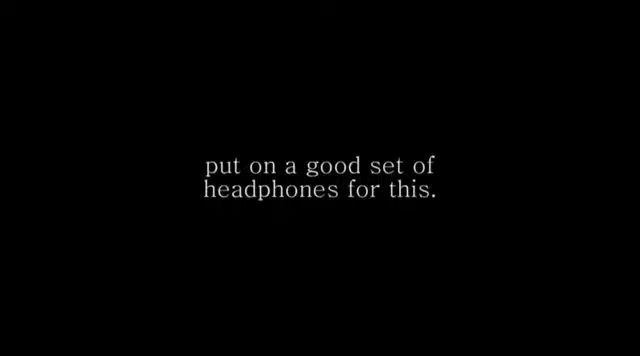 put on a good set of
headphones for this.